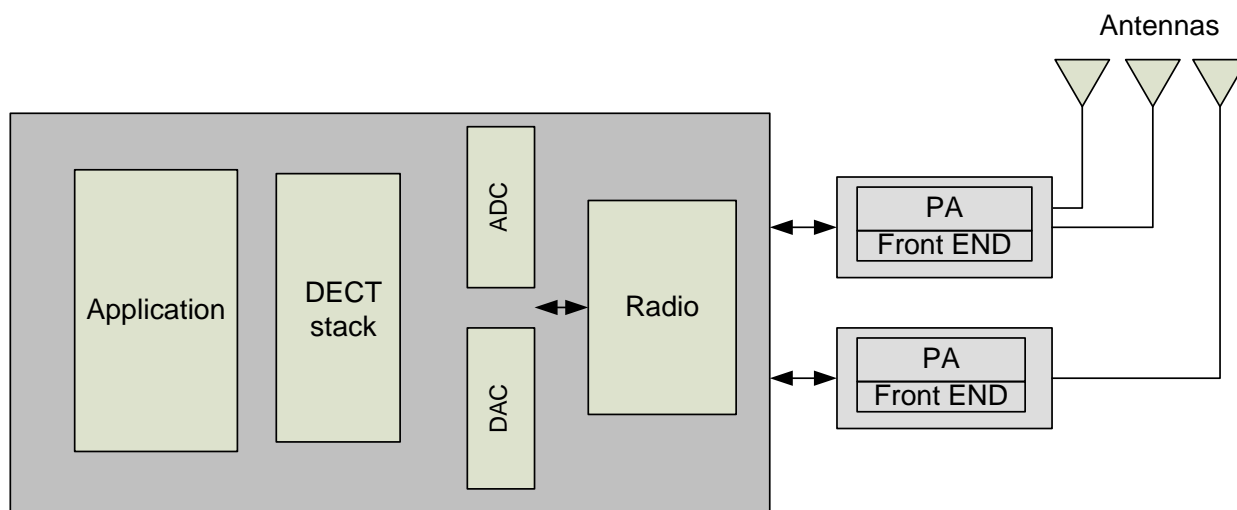 Antennas
Application
DECT
stack
ADC
DAC
Radio
PA
Front END
PA
Front END